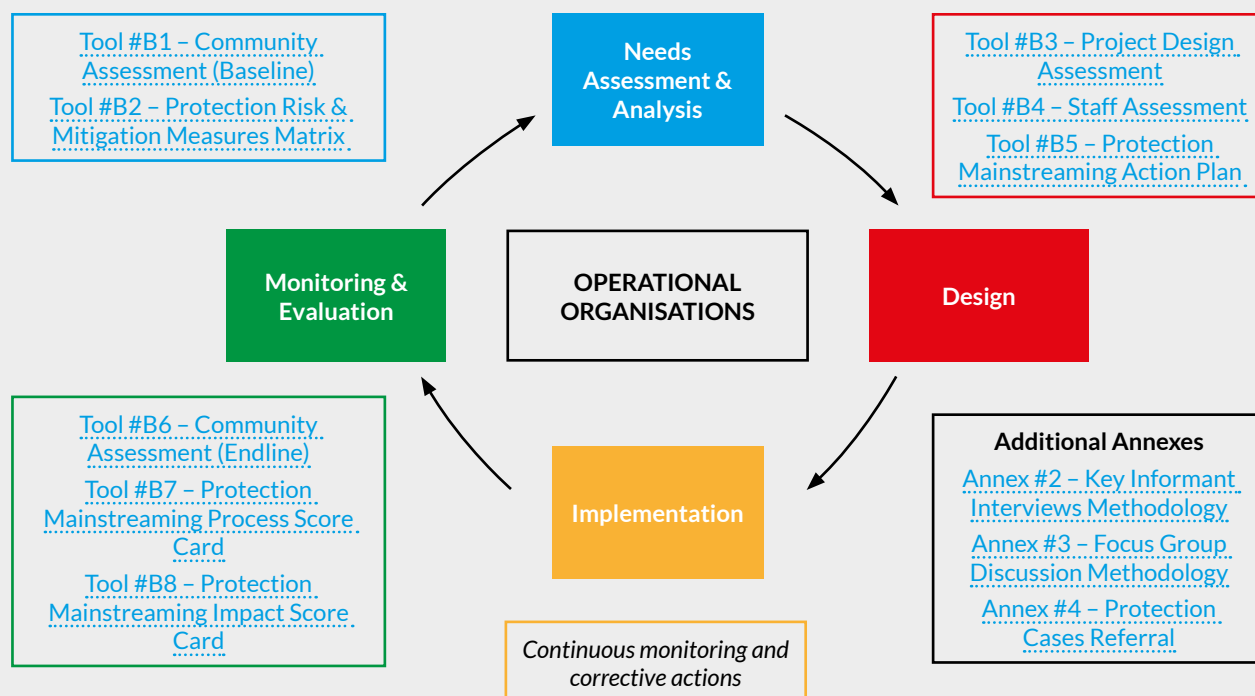 Tool #B1 – Community
Assessment (Baseline)
Tool #B2 – Protection Risk &
Mitigation Measures Matrix
Needs
Assessment &
Analysis
Tool #B3 – Project Design
Assessment
Tool #B4 – Staff Assessment
Tool #B5 – Protection
Mainstreaming Action Plan
Monitoring &
Evaluation
OPERATIONAL
ORGANISATIONS
Design
Tool #B6 – Community
Assessment (Endline)
Tool #B7 – Protection
Mainstreaming Process Score
Card
Tool #B8 – Protection
Mainstreaming Impact Score
Card
Implementation
Continuous monitoring and
corrective actions
Additional Annexes
Annex #2 – Key Informant
Interviews Methodology
Annex #3 – Focus Group
Discussion Methodology
Annex #4 – Protection
Cases Referral